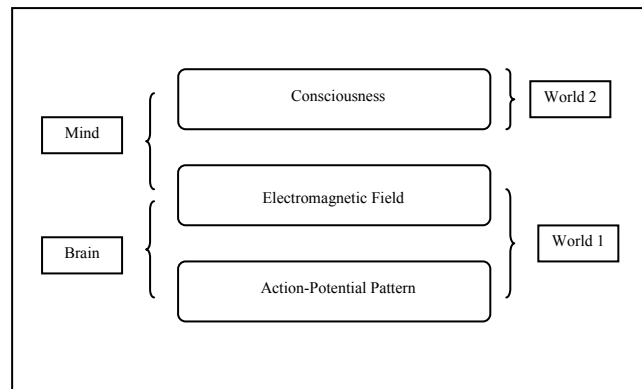 Consciousness
World 2
Mind
Electromagnetic Field
World 1
Brain
Action-Potential Pattern